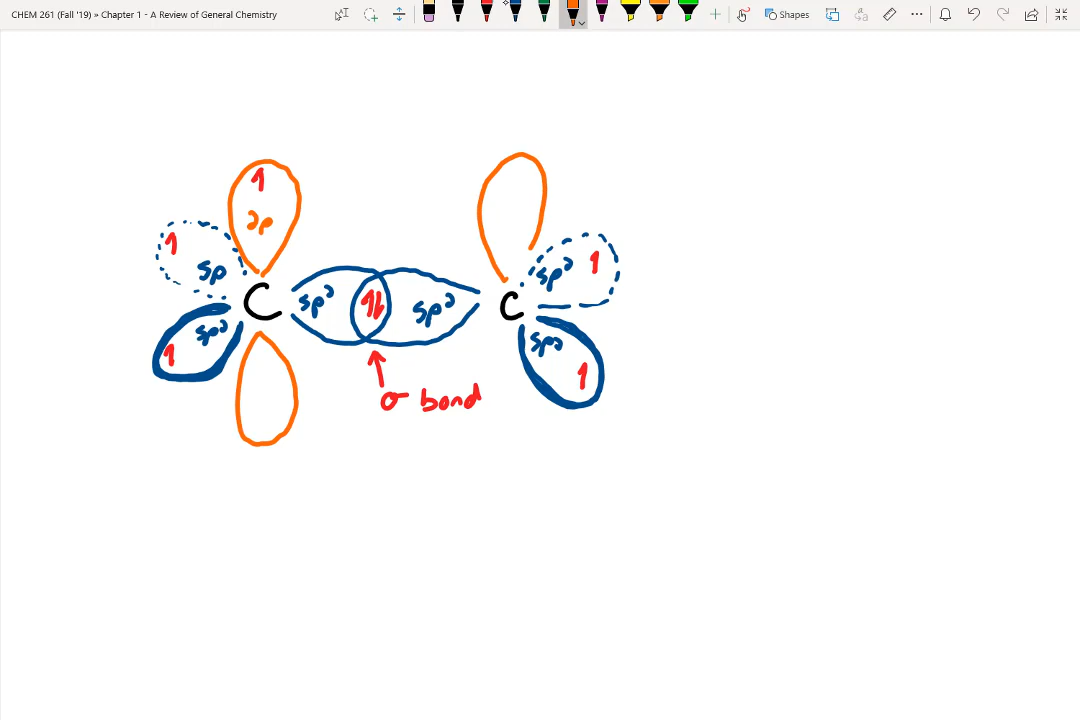 CHEM 261 (Fall '19) » Chapter 1 - A Review of General Chemistry
Shapes
1
2p
1
sp
sp²
1
C
sp²
1L
sp²
C
sp²
1
sp²
1
σ bond